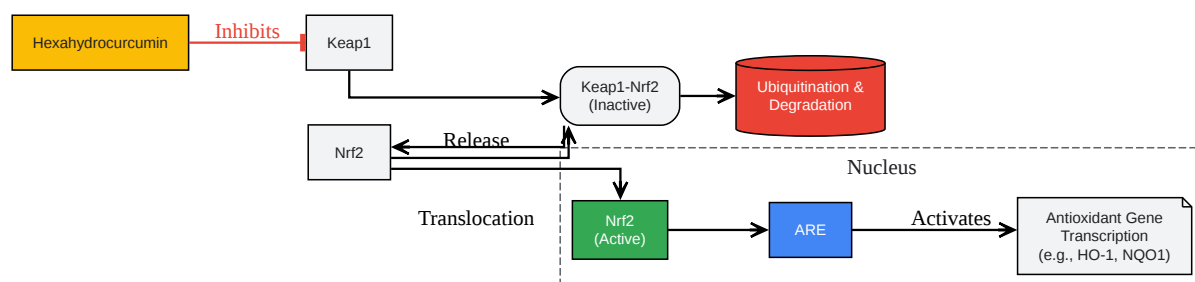 Hexahydrocurcumin
Inhibits
Keap1
Keap1-Nrf2
(Inactive)
Ubiquitination &
Degradation
Nrf2
Release
Nucleus
Translocation
Nrf2
(Active)
ARE
Activates
Antioxidant Gene
Transcription
(e.g., HO-1, NQO1)